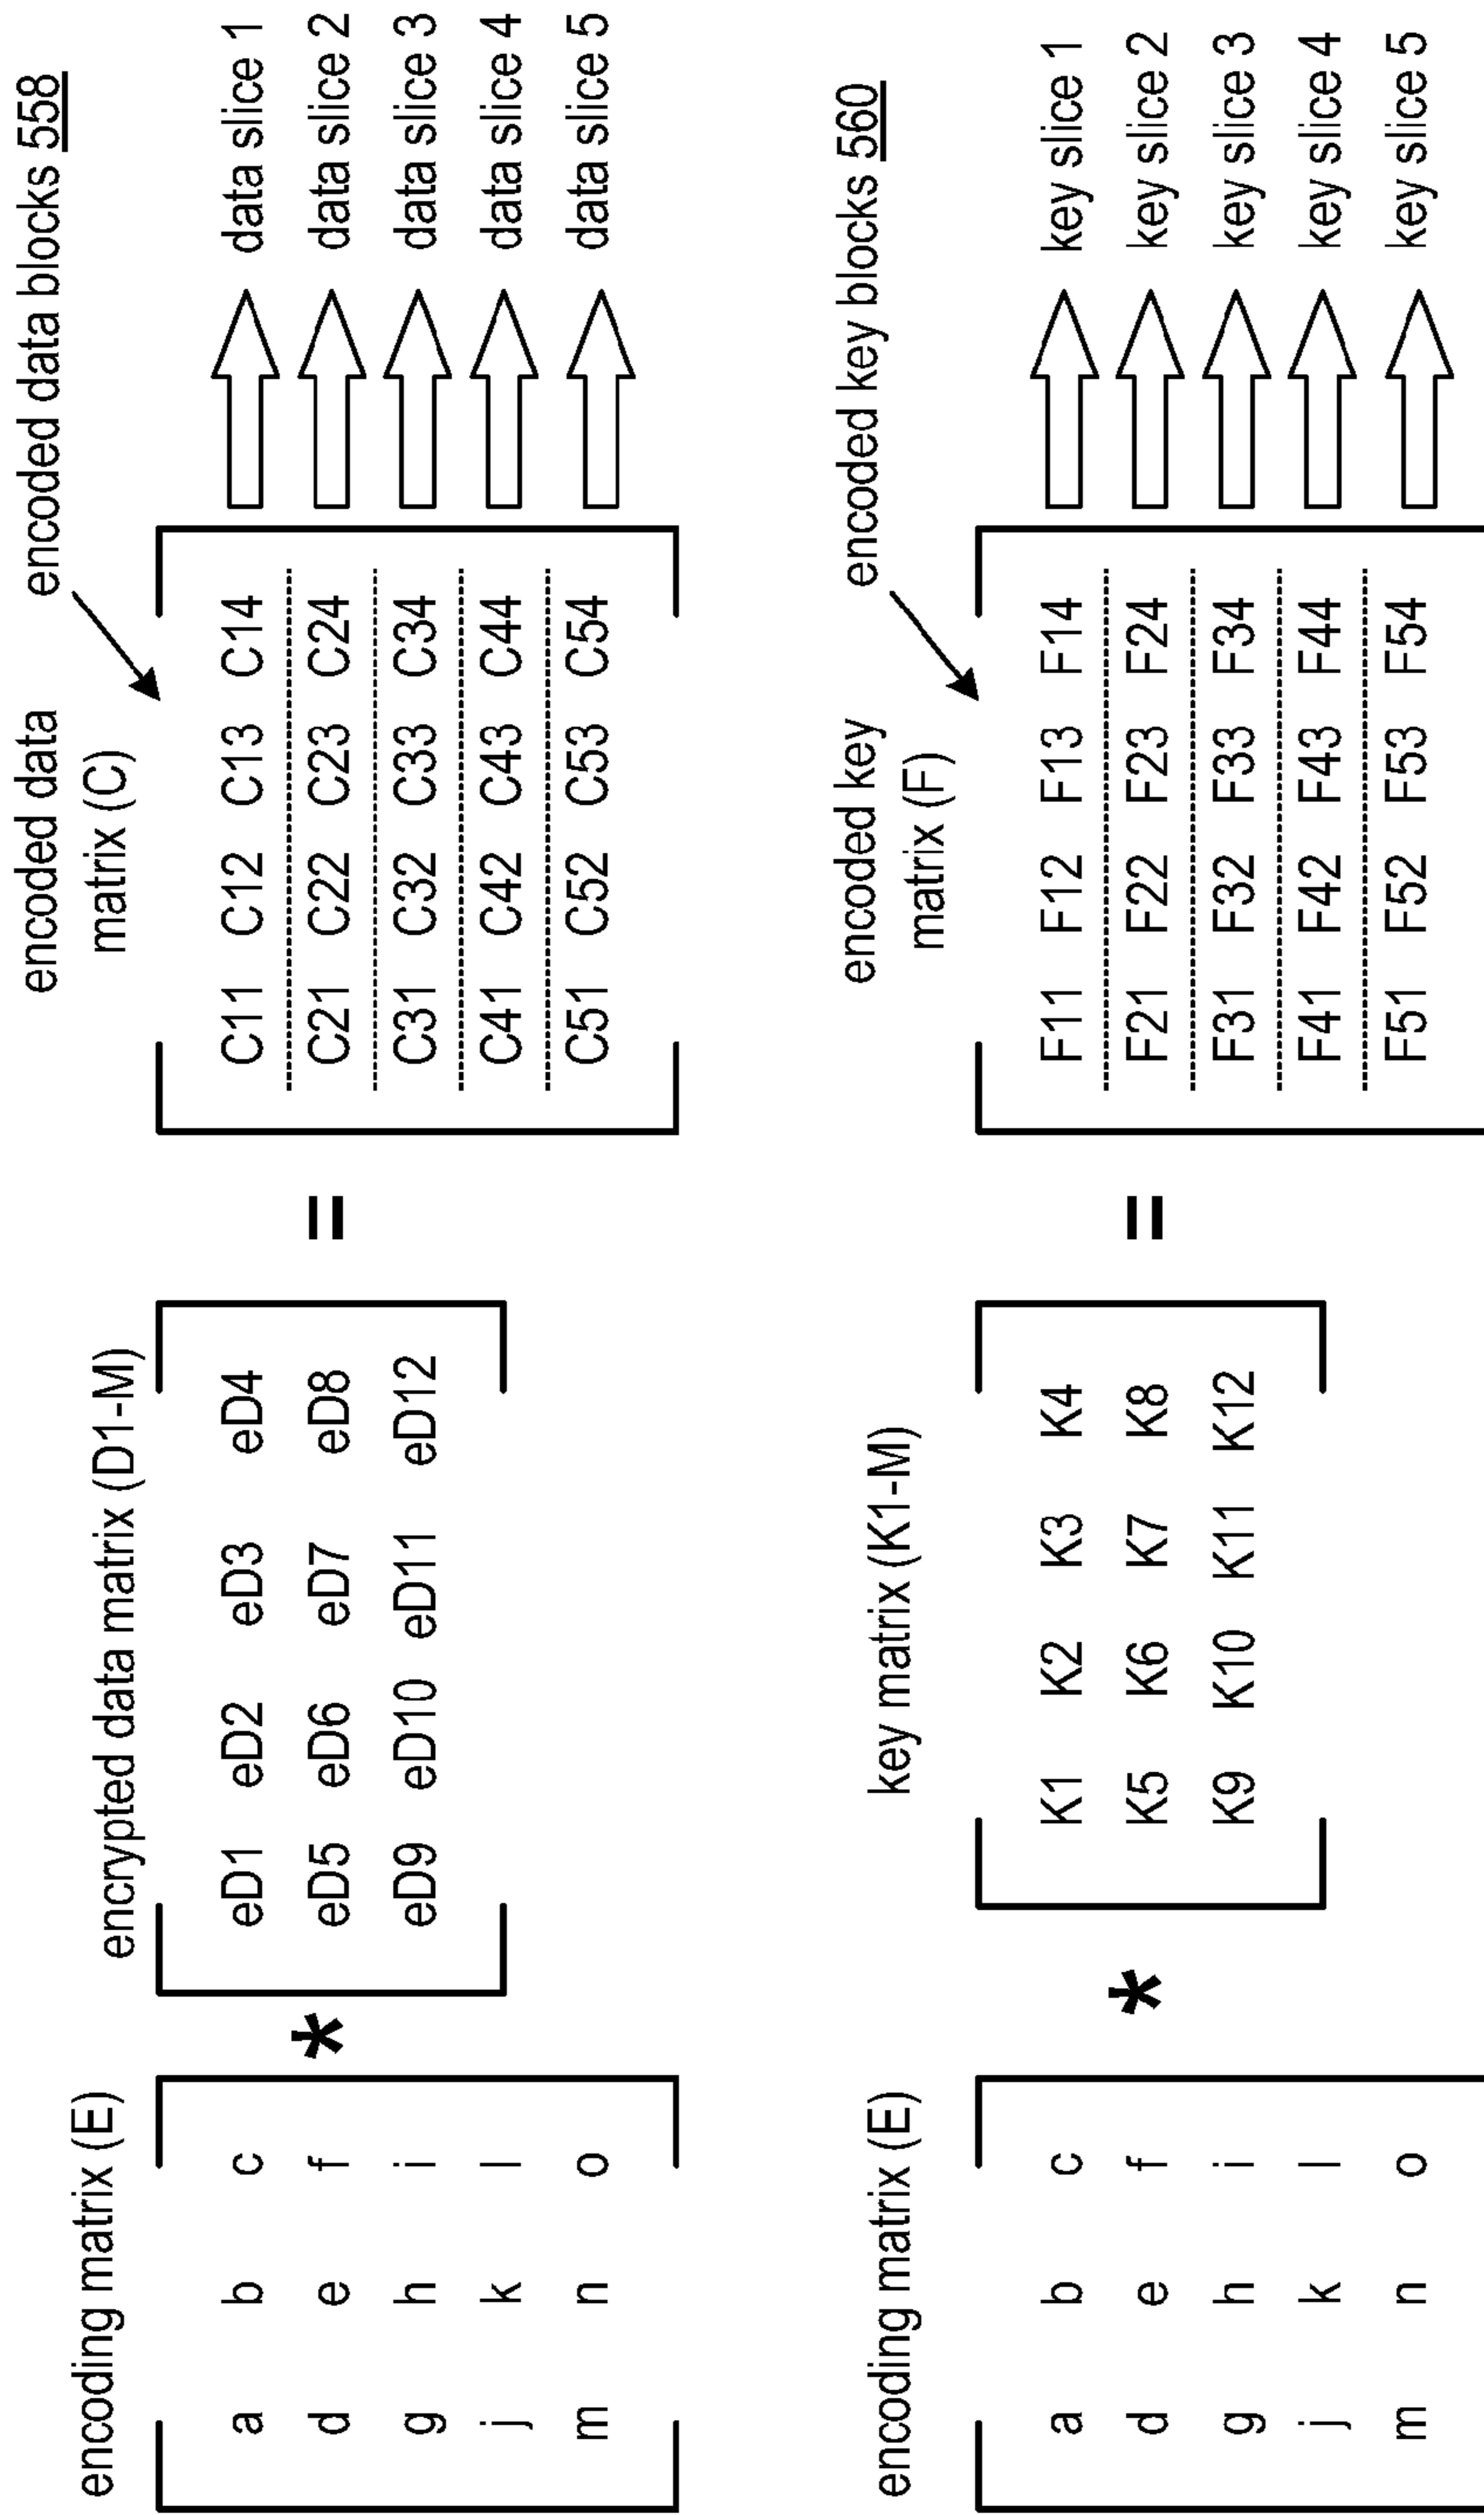 encoded data blocks 558
encoded data
matrix (C)
encrypted data matrix (D1-M)
encoding matrix (E)
a b c * eD1 eD2 eD3 eD4 = C11 C12 C13 C14 data slice 1
d e f eD5 eD6 eD7 eD8 C21 C22 C23 C24 data slice 2
g h i eD9 eD10 eD11 eD12 C31 C32 C33 C34 data slice 3
j k l C41 C42 C43 C44 data slice 4
m n o C51 C52 C53 C54 data slice 5
encoded key blocks 560
encoded key
matrix (F)
key matrix (K1-M)
encoding matrix (E)
a b c * K1 K2 K3 K4 = F11 F12 F13 F14 key slice 1
d e f K5 K6 K7 K8 F21 F22 F23 F24 key slice 2
g h i K9 K10 K11 K12 F31 F32 F33 F34 key slice 3
j k l F41 F42 F43 F44 key slice 4
m n o F51 F52 F53 F54 key slice 5